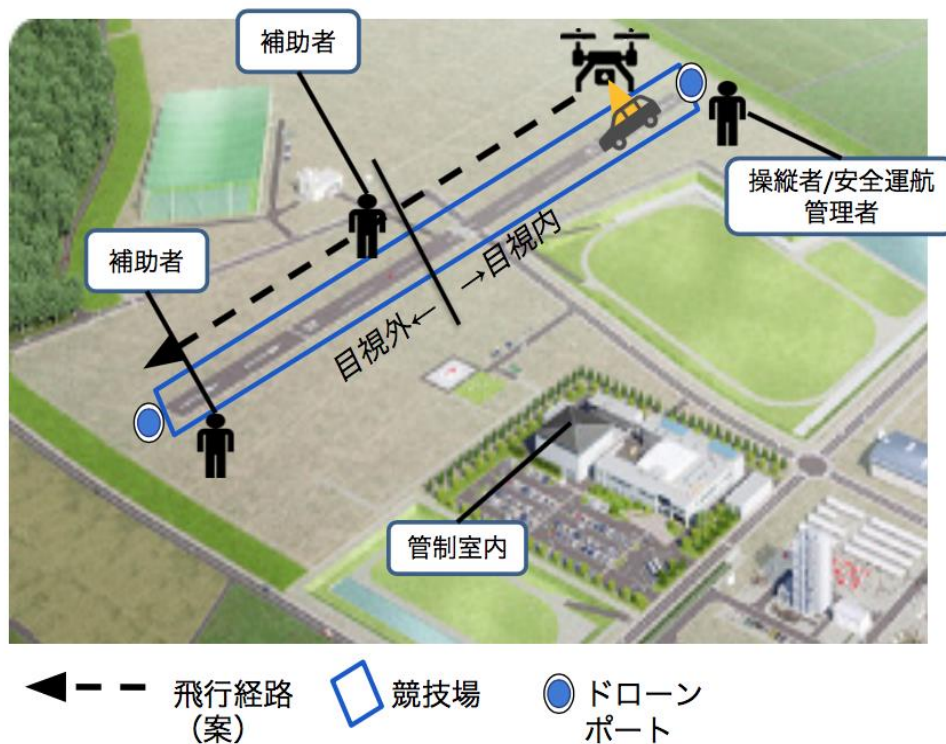 補助者
補助者
操縦者/安全運航
管理者
目視外←
→目視内
管制室内
飛行経路
（案）
競技場
ドローン
ポート